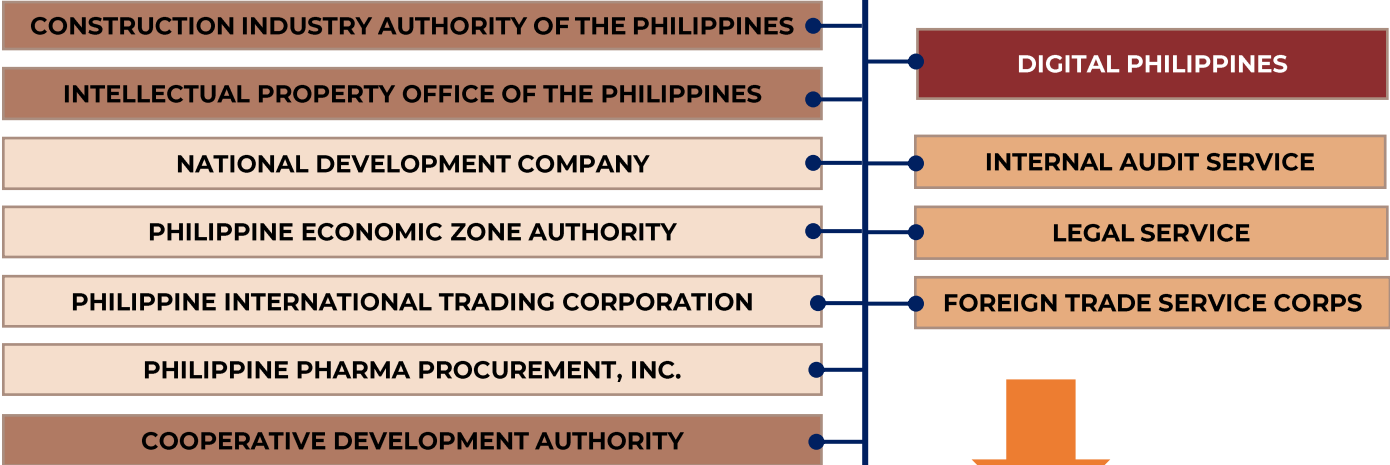 CONSTRUCTION INDUSTRY AUTHORITY OF THE PHILIPPINES
INTELLECTUAL PROPERTY OFFICE OF THE PHILIPPINES
NATIONAL DEVELOPMENT COMPANY
PHILIPPINE ECONOMIC ZONE AUTHORITY
PHILIPPINE INTERNATIONAL TRADING CORPORATION
PHILIPPINE PHARMA PROCUREMENT, INC.
COOPERATIVE DEVELOPMENT AUTHORITY
DIGITAL PHILIPPINES
INTERNAL AUDIT SERVICE
LEGAL SERVICE
FOREIGN TRADE SERVICE CORPS